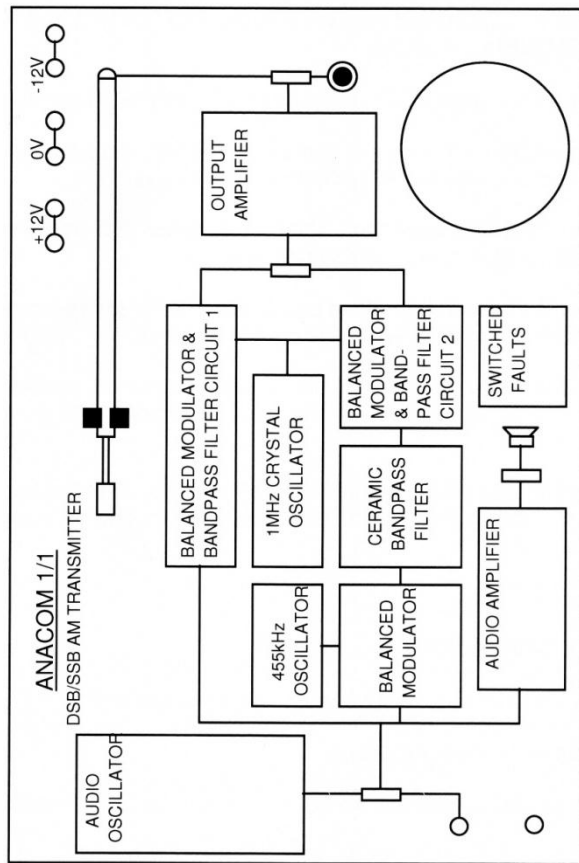 ANACOM 1/1
DSB/SSB AM TRANSMITTER
+12V
0V
-12V
AUDIO
OSCILLATOR
BALANCED MODULATOR &
BANDPASS FILTER CIRCUIT 1
OUTPUT
AMPLIFIER
455kHz
OSCILLATOR
1MHz CRYSTAL
OSCILLATOR
BALANCED
MODULATOR
CERAMIC
BANDPASS
FILTER
BALANCED
MODULATOR
& BAND-
PASS FILTER
CIRCUIT 2
AUDIO AMPLIFIER
SWITCHED
FAULTS